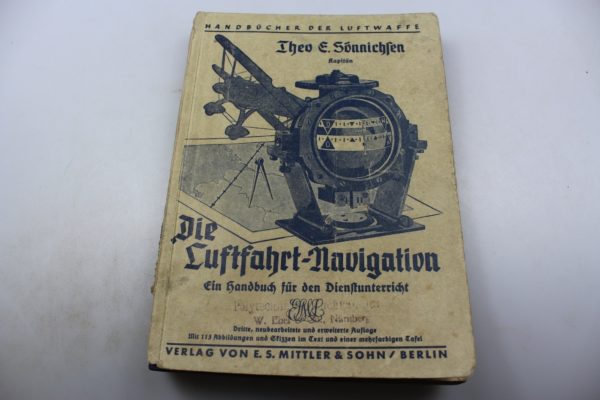 HANDBÜCHER DER LUFTWAFFE
Theo E. Sönnichsen
Kapitän
Die
Luftfahrt-Navigation
Ein Handbuch für den Dienstunterricht
W. Nürnberg
Dritte, neubearbeitete und erweiterte Auflage
Mit 115 Abbildungen und Skizzen im Text und einer mehrfarbigen Tafel
VERLAG VON E. S. MITTLER & SOHN / BERLIN